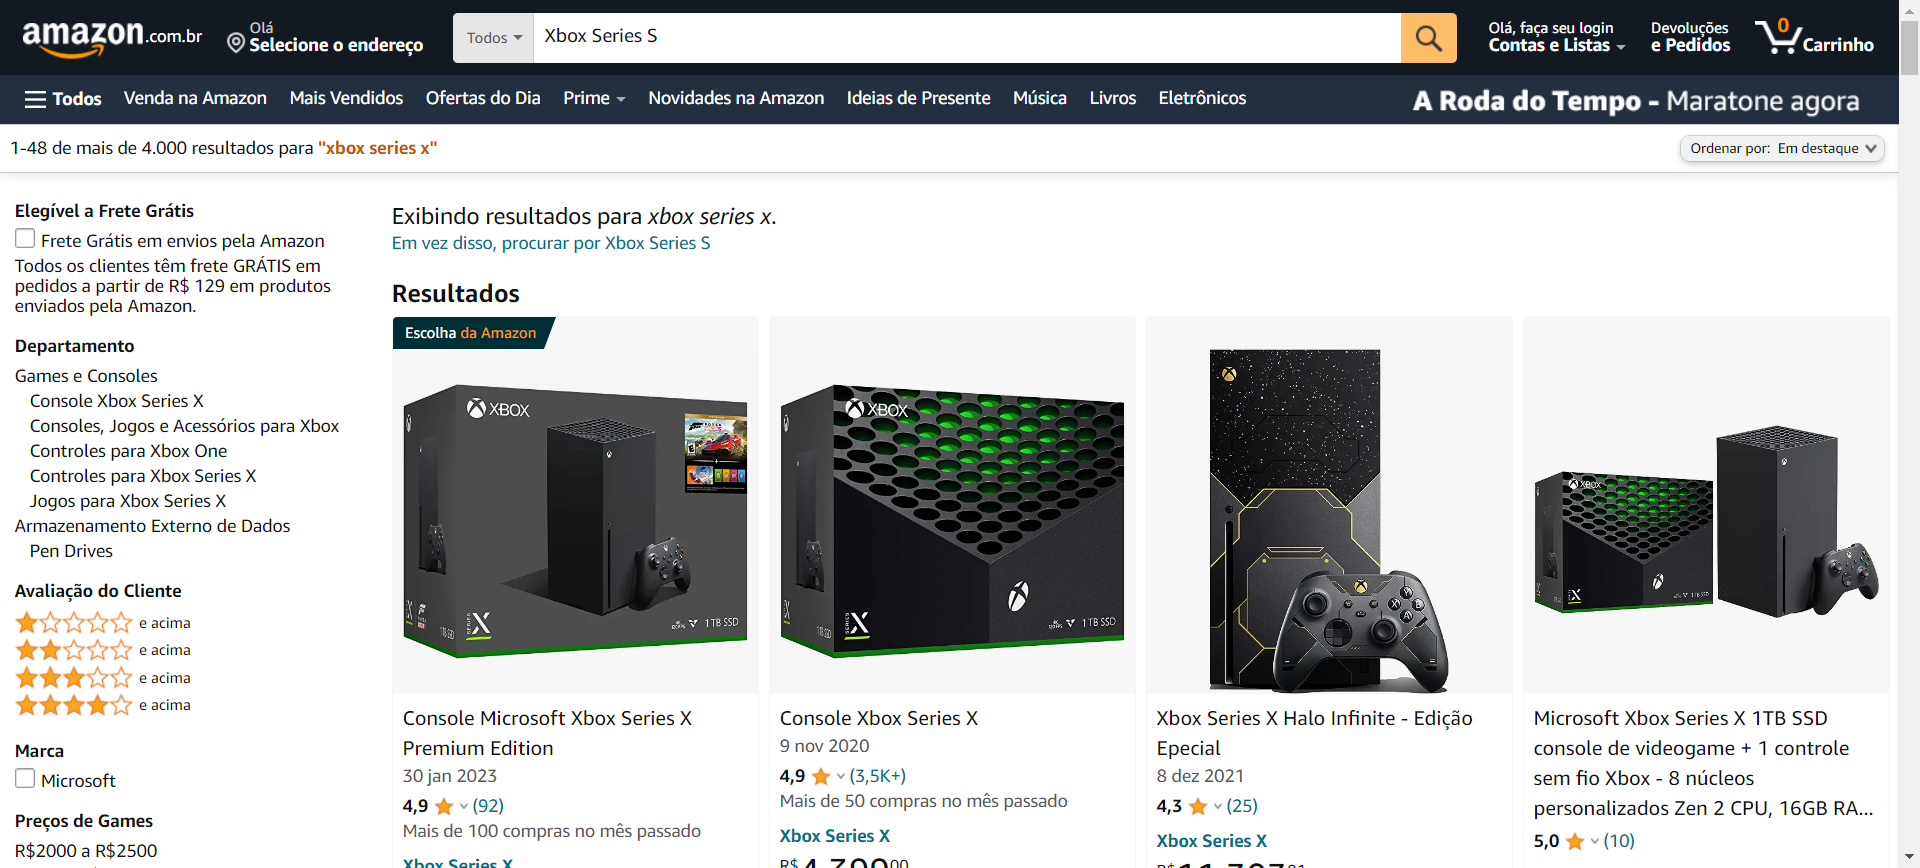 amazon.com.br
Olá
Selecione o endereço
Todos
Xbox Series S
Olá, faça seu login
Contas e Listas
Devoluções
e Pedidos
0
Carrinho
Todos
Venda na Amazon
Mais Vendidos
Ofertas do Dia
Prime
Novidades na Amazon
Ideias de Presente
Música
Livros
Eletrônicos
A Roda do Tempo - Maratone agora
1-48 de mais de 4.000 resultados para "xbox series x"
Ordenar por: Em destaque
Elegível a Frete Grátis
Frete Grátis em envios pela Amazon
Todos os clientes têm frete GRÁTIS em
pedidos a partir de R$ 129 em produtos
enviados pela Amazon.
Departamento
Games e Consoles
Console Xbox Series X
Consoles, Jogos e Acessórios para Xbox
Controles para Xbox One
Controles para Xbox Series X
Jogos para Xbox Series X
Armazenamento Externo de Dados
Pen Drives
Avaliação do Cliente
e acima
e acima
e acima
e acima
Marca
Microsoft
Preços de Games
R$2000 a R$2500
Exibindo resultados para xbox series x.
Em vez disso, procurar por Xbox Series S
Resultados
Escolha da Amazon
XBOX
SERIES X
1TB SSD
Console Microsoft Xbox Series X
Premium Edition
30 jan 2023
4,9 (92)
Mais de 100 compras no mês passado
Xbox Series X
XBOX
SERIES X
1TB SSD
Console Xbox Series X
9 nov 2020
4,9 (3,5K+)
Mais de 50 compras no mês passado
Xbox Series X
Xbox Series X Halo Infinite - Edição
Epecial
8 dez 2021
4,3 (25)
Xbox Series X
XBOX
X
1TB SSD
Microsoft Xbox Series X 1TB SSD
console de videogame + 1 controle
sem fio Xbox - 8 núcleos
personalizados Zen 2 CPU, 16GB RA...
5,0 (10)